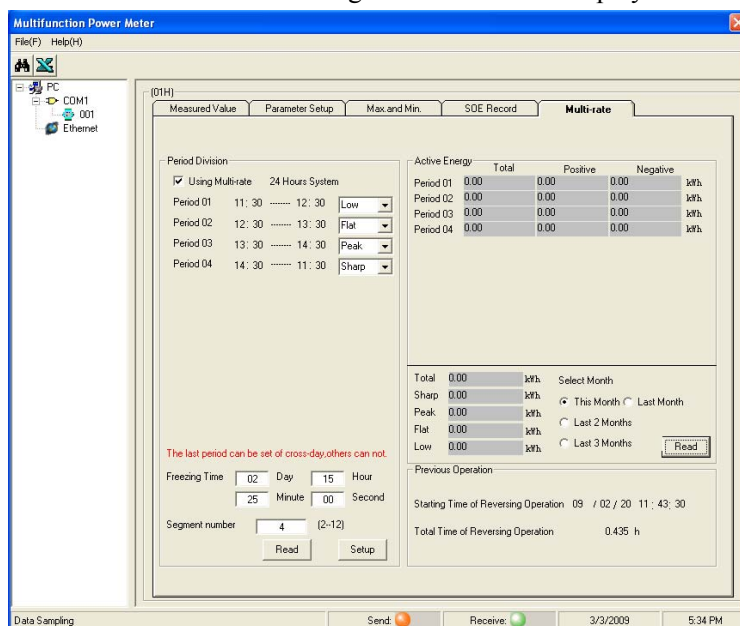 Multifunction Power Meter
File(F) Help(H)
PC
COM1
001
Ethernet
(01H)
Measured Value Parameter Setup Max.and Min. SOE Record Multi-rate
Period Division
Using Multi-rate 24 Hours System
Period 01 11: 30 -------- 12: 30 Low
Period 02 12: 30 -------- 13: 30 Flat
Period 03 13: 30 -------- 14: 30 Peak
Period 04 14: 30 -------- 11: 30 Sharp
The last period can be set of cross-day,others can not.
Freezing Time 02 Day 15 Hour
25 Minute 00 Second
Segment number 4 (2--12)
Read Setup
Active Energy
Total Positive Negative
Period 01 0.00 0.00 0.00 kWh
Period 02 0.00 0.00 0.00 kWh
Period 03 0.00 0.00 0.00 kWh
Period 04 0.00 0.00 0.00 kWh
Total 0.00 kWh Select Month
Sharp 0.00 kWh This Month Last Month
Peak 0.00 kWh
Flat 0.00 kWh Last 2 Months
Low 0.00 kWh Last 3 Months Read
Previous Operation
Starting Time of Reversing Operation 09 / 02 / 20 11 : 43: 30
Total Time of Reversing Operation 0.435 h
Data Sampling Send: Receive: 3/3/2009 5:34 PM